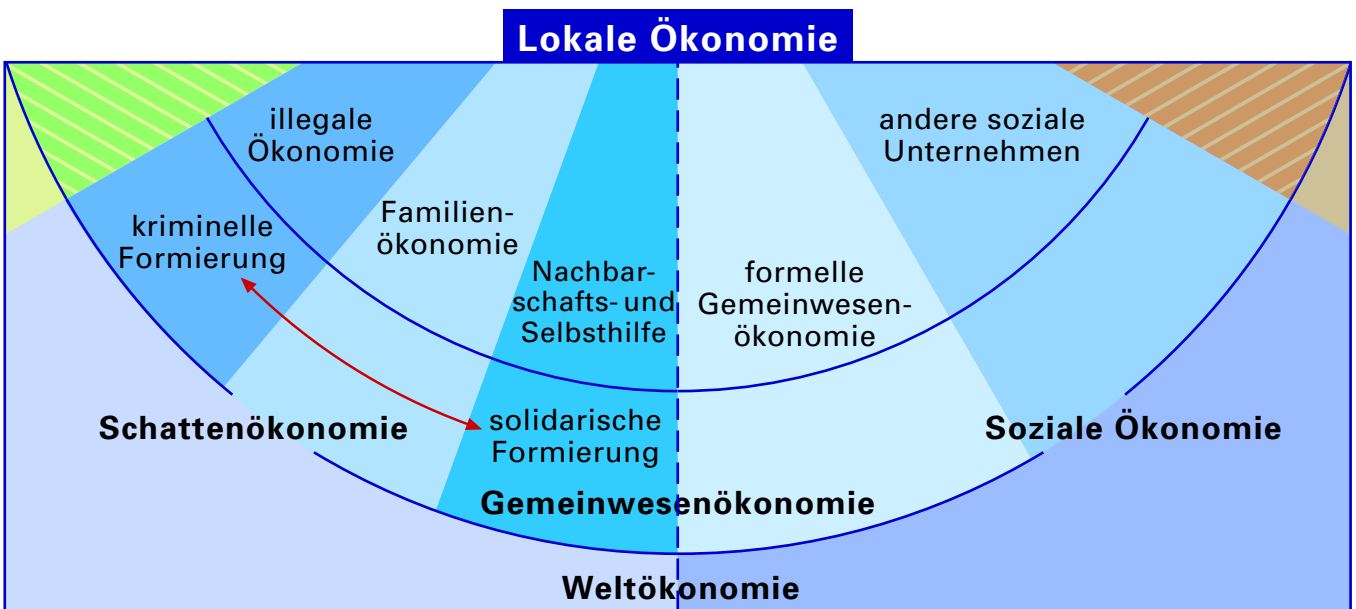 Lokale Ökonomie
illegale
Ökonomie
andere soziale
Unternehmen
kriminelle
Formierung
Familien-
ökonomie
Nachbar-
schafts- und
Selbsthilfe
formelle
Gemeinwesen-
ökonomie
Schattenökonomie
solidarische
Formierung
Soziale Ökonomie
Gemeinwesenökonomie
Weltökonomie